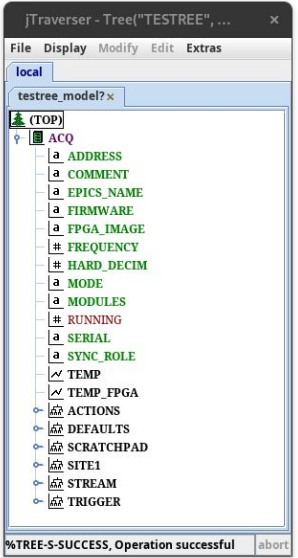 jTraverser - Tree("TESTREE", ...
File Display Modify Edit Extras
local
testree_model?
(TOP)
ACQ
a ADDRESS
a COMMENT
a EPICS_NAME
a FIRMWARE
a FPGA_IMAGE
# FREQUENCY
# HARD_DECIM
a MODE
a MODULES
# RUNNING
a SERIAL
a SYNC_ROLE
TEMP
TEMP_FPGA
ACTIONS
DEFAULTS
SCRATCHPAD
SITE1
STREAM
TRIGGER
%TREE-S-SUCCESS, Operation successful abort